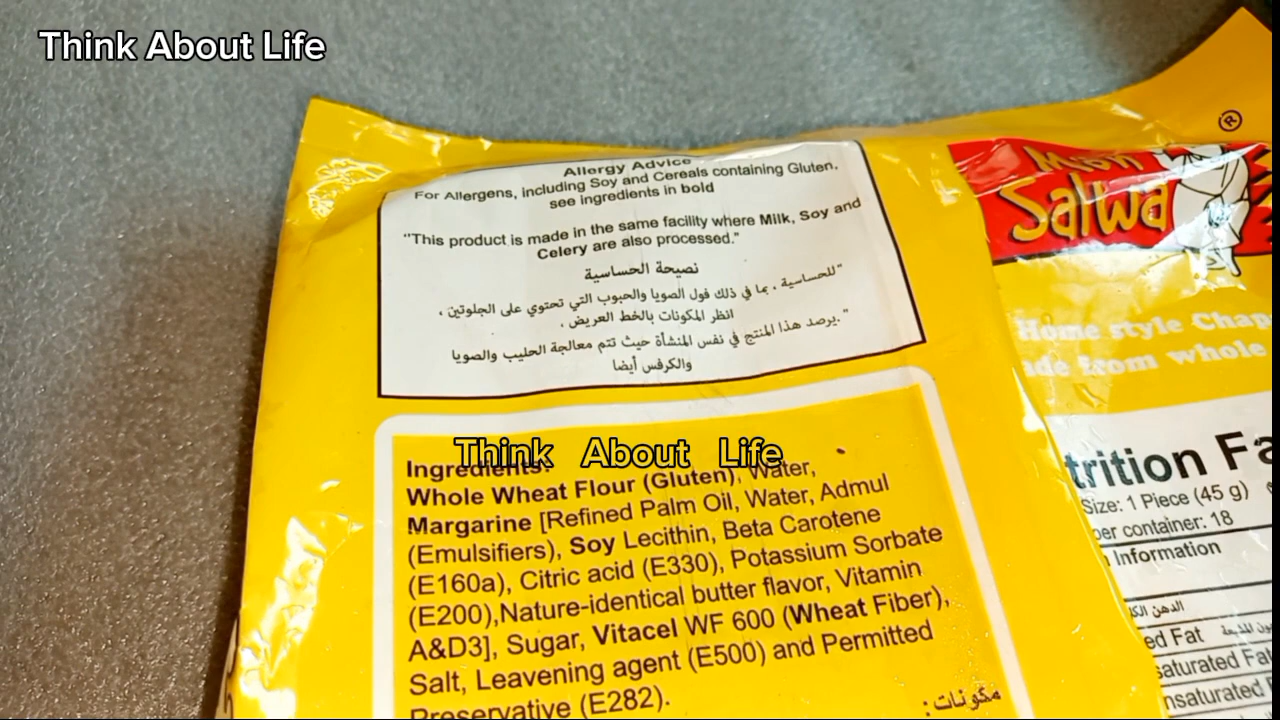 Think About Life
Allergy Advice
For Allergens, including Soy and Cereals containing Gluten,
see ingredients in bold
"This product is made in the same facility where Milk, Soy and
Celery are also processed."
نصيحة الحساسية
"للحساسية ، بما في ذلك فول الصويا والحبوب التي تحتوي على الجلوتين ،
انظر المكونات بالخط العريض ،
".يرصد هذا المنتج في نفس المنشأة حيث تتم معالجة الحليب والصويا
والكرفس أيضا
Think About Life
Ingredients:
Whole Wheat Flour (Gluten), Water,
Margarine [Refined Palm Oil, Water, Admul
(Emulsifiers), Soy Lecithin, Beta Carotene
(E160a), Citric acid (E330), Potassium Sorbate
(E200),Nature-identical butter flavor, Vitamin
A&D3], Sugar, Vitacel WF 600 (Wheat Fiber),
Salt, Leavening agent (E500) and Permitted
Preservative (E282).
مكونات:
®
Mon
Salwa
Home style Chap
ade from whole
trition Fa
Size: 1 Piece (45 g)
per container: 18
Information
الدهن
ed Fat
saturated Fat
nsaturated